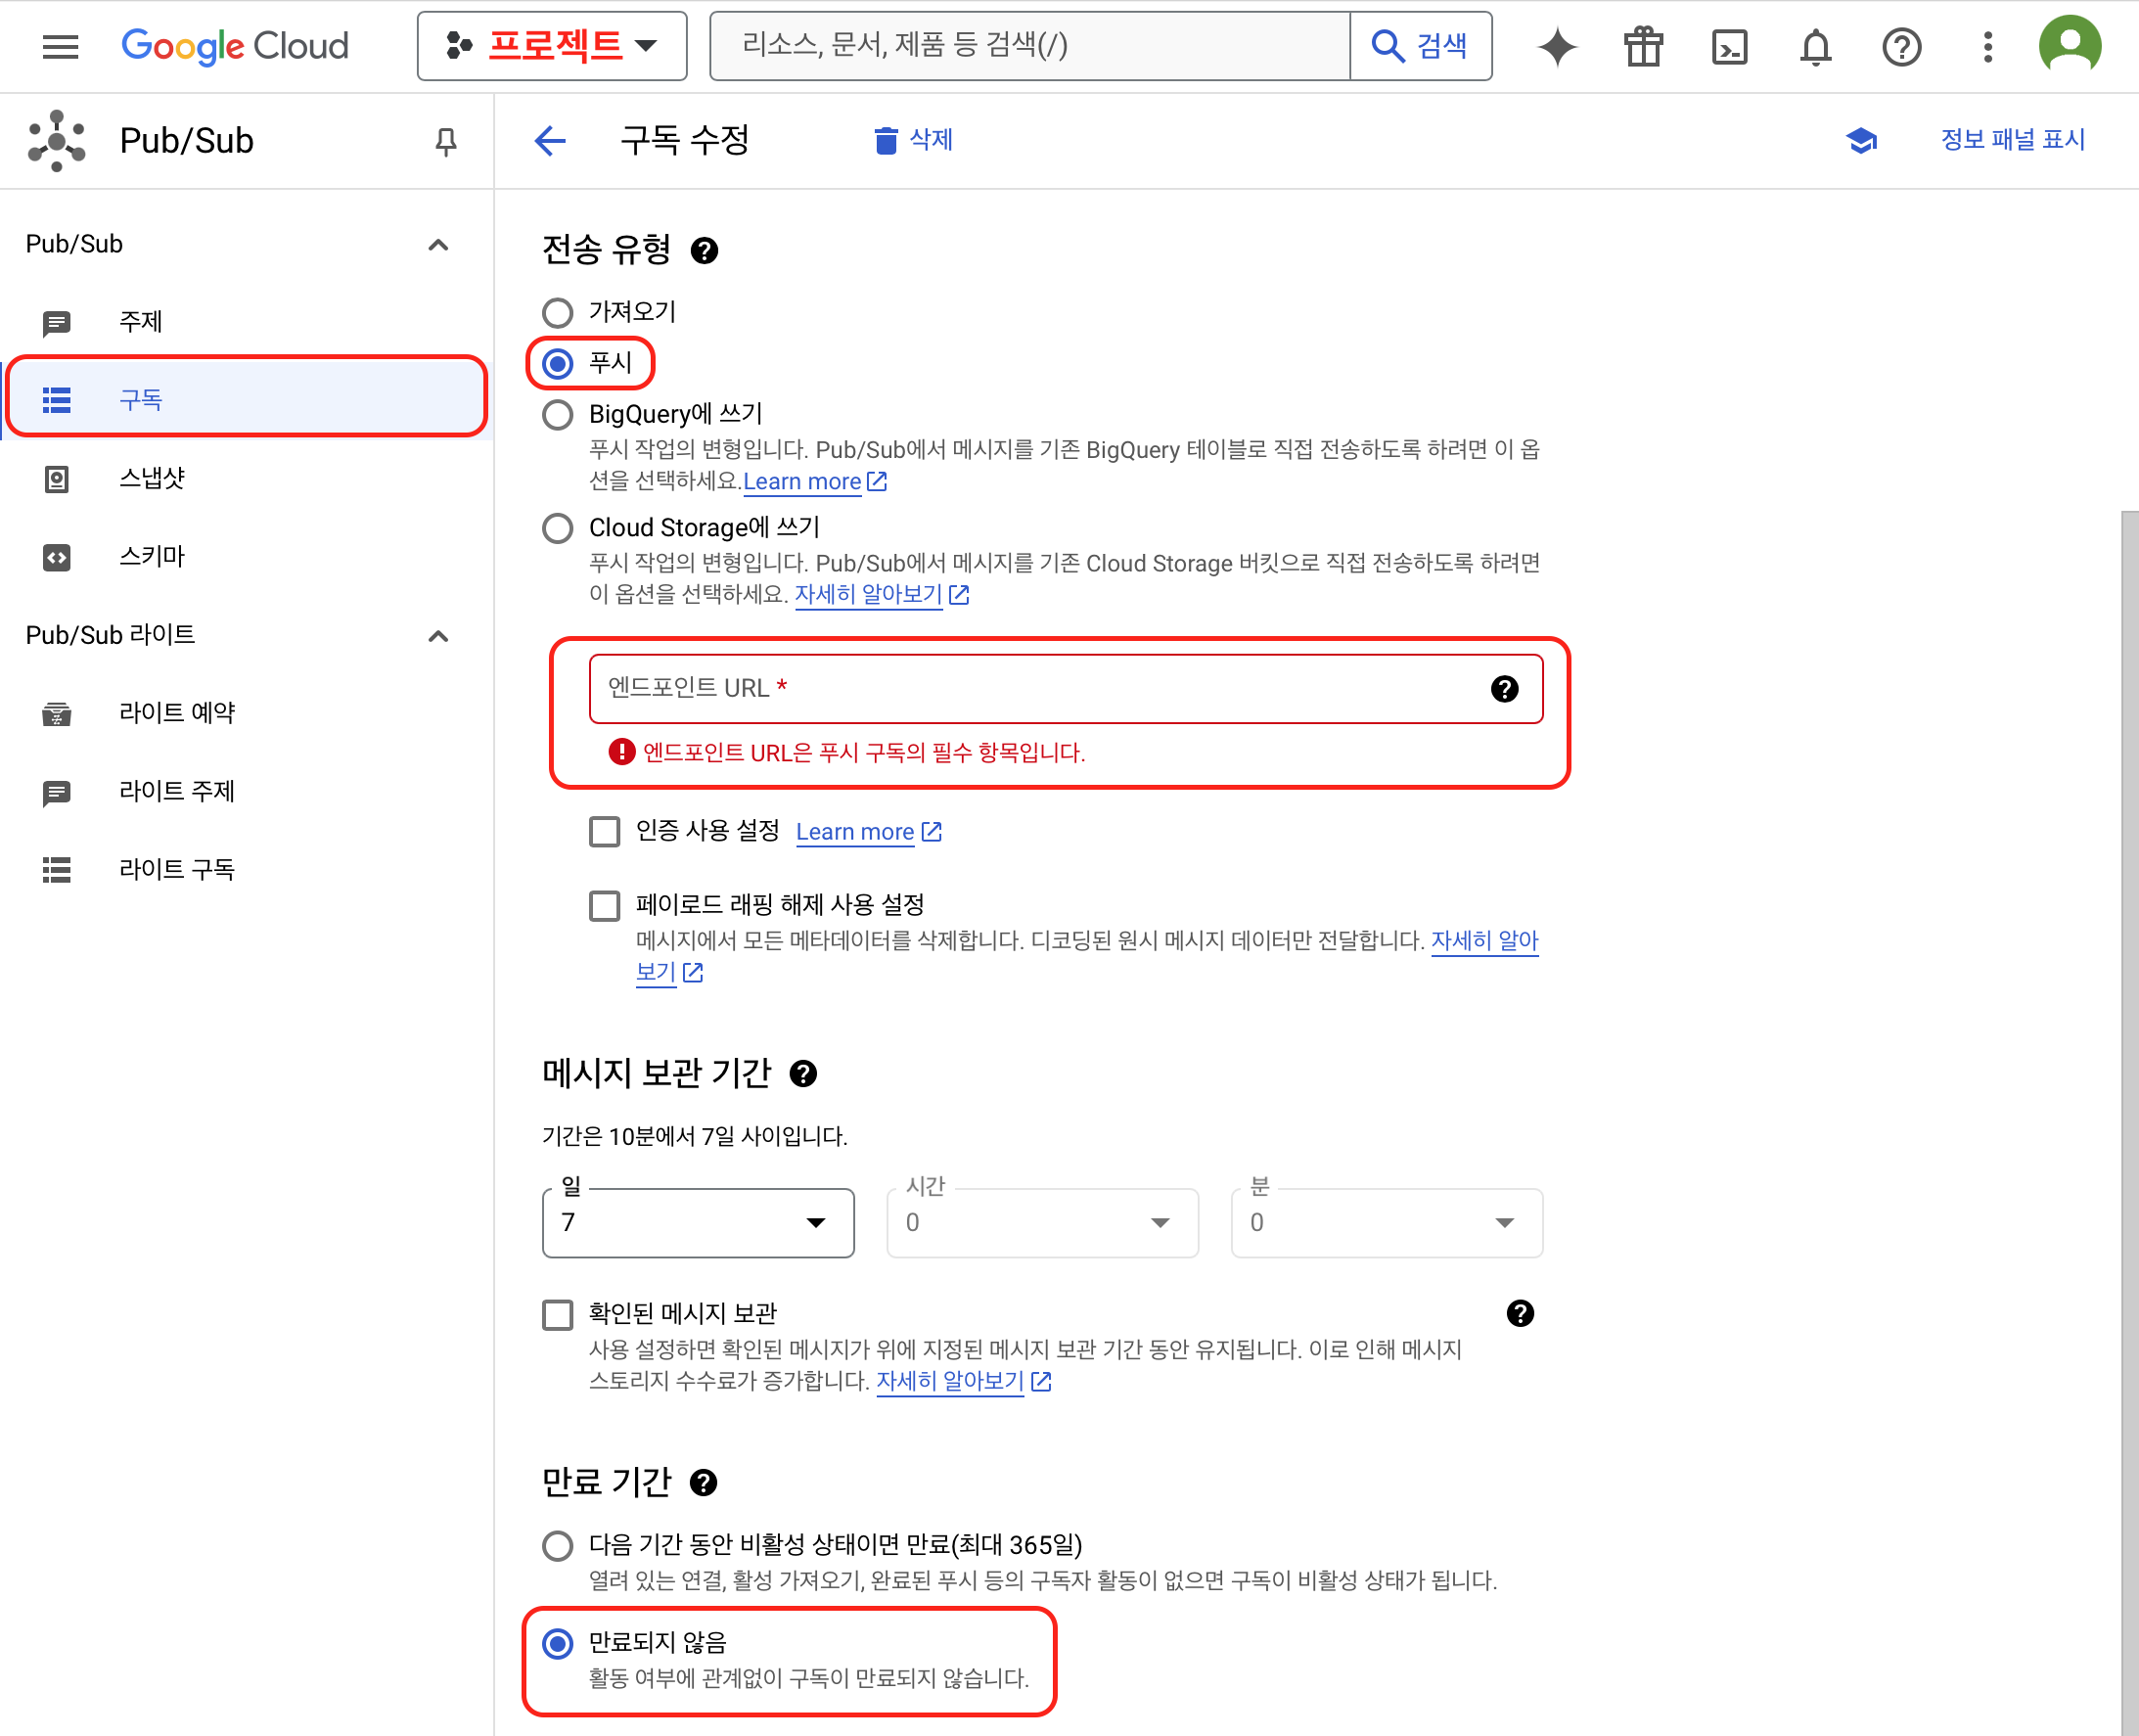 Google Cloud
프로젝트
리소스, 문서, 제품 등 검색(/)
검색
Pub/Sub
구독 수정
삭제
정보 패널 표시
Pub/Sub
주제
구독
스냅샷
스키마
Pub/Sub 라이트
라이트 예약
라이트 주제
라이트 구독
전송 유형
가져오기
푸시
BigQuery에 쓰기
푸시 작업의 변형입니다. Pub/Sub에서 메시지를 기존 BigQuery 테이블로 직접 전송하도록 하려면 이 옵
션을 선택하세요.Learn more
Cloud Storage에 쓰기
푸시 작업의 변형입니다. Pub/Sub에서 메시지를 기존 Cloud Storage 버킷으로 직접 전송하도록 하려면
이 옵션을 선택하세요. 자세히 알아보기
엔드포인트 URL *
엔드포인트 URL은 푸시 구독의 필수 항목입니다.
인증 사용 설정 Learn more
페이로드 래핑 해제 사용 설정
메시지에서 모든 메타데이터를 삭제합니다. 디코딩된 원시 메시지 데이터만 전달합니다. 자세히 알아
보기
메시지 보관 기간
기간은 10분에서 7일 사이입니다.
일
7
시간
0
분
0
확인된 메시지 보관
사용 설정하면 확인된 메시지가 위에 지정된 메시지 보관 기간 동안 유지됩니다. 이로 인해 메시지
스토리지 수수료가 증가합니다. 자세히 알아보기
만료 기간
다음 기간 동안 비활성 상태이면 만료(최대 365일)
열려 있는 연결, 활성 가져오기, 완료된 푸시 등의 구독자 활동이 없으면 구독이 비활성 상태가 됩니다.
만료되지 않음
활동 여부에 관계없이 구독이 만료되지 않습니다.